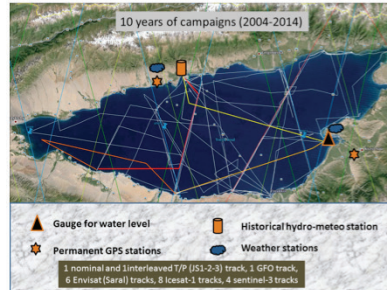 10 years of campaigns (2004-2014)
Gauge for water level
Historical hydro-meteo station
Permanent GPS stations
Weather stations
1 nominal and 1interleaved T/P (JS1-2-3) track, 1 GFO track,
6 Envisat (Saral) tracks, 8 Icesat-1 tracks, 4 sentinel-3 tracks